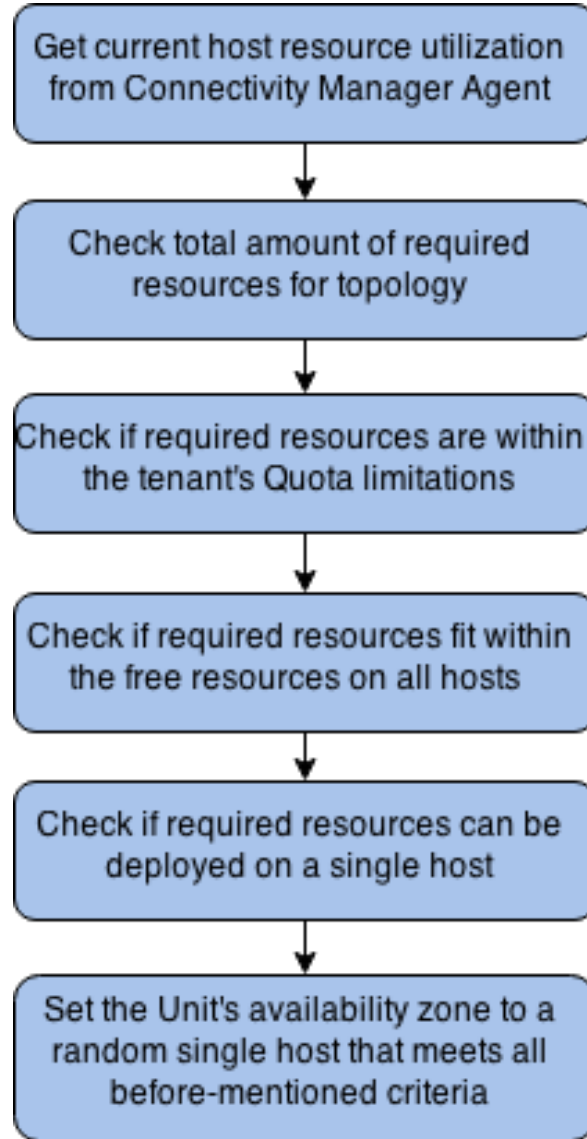 Get current host resource utilization
from Connectivity Manager Agent
Check total amount of required
resources for topology
Check if required resources are within
the tenant's Quota limitations
Check if required resources fit within
the free resources on all hosts
Check if required resources can be
deployed on a single host
Set the Unit's availability zone to a
random single host that meets all
before-mentioned criteria